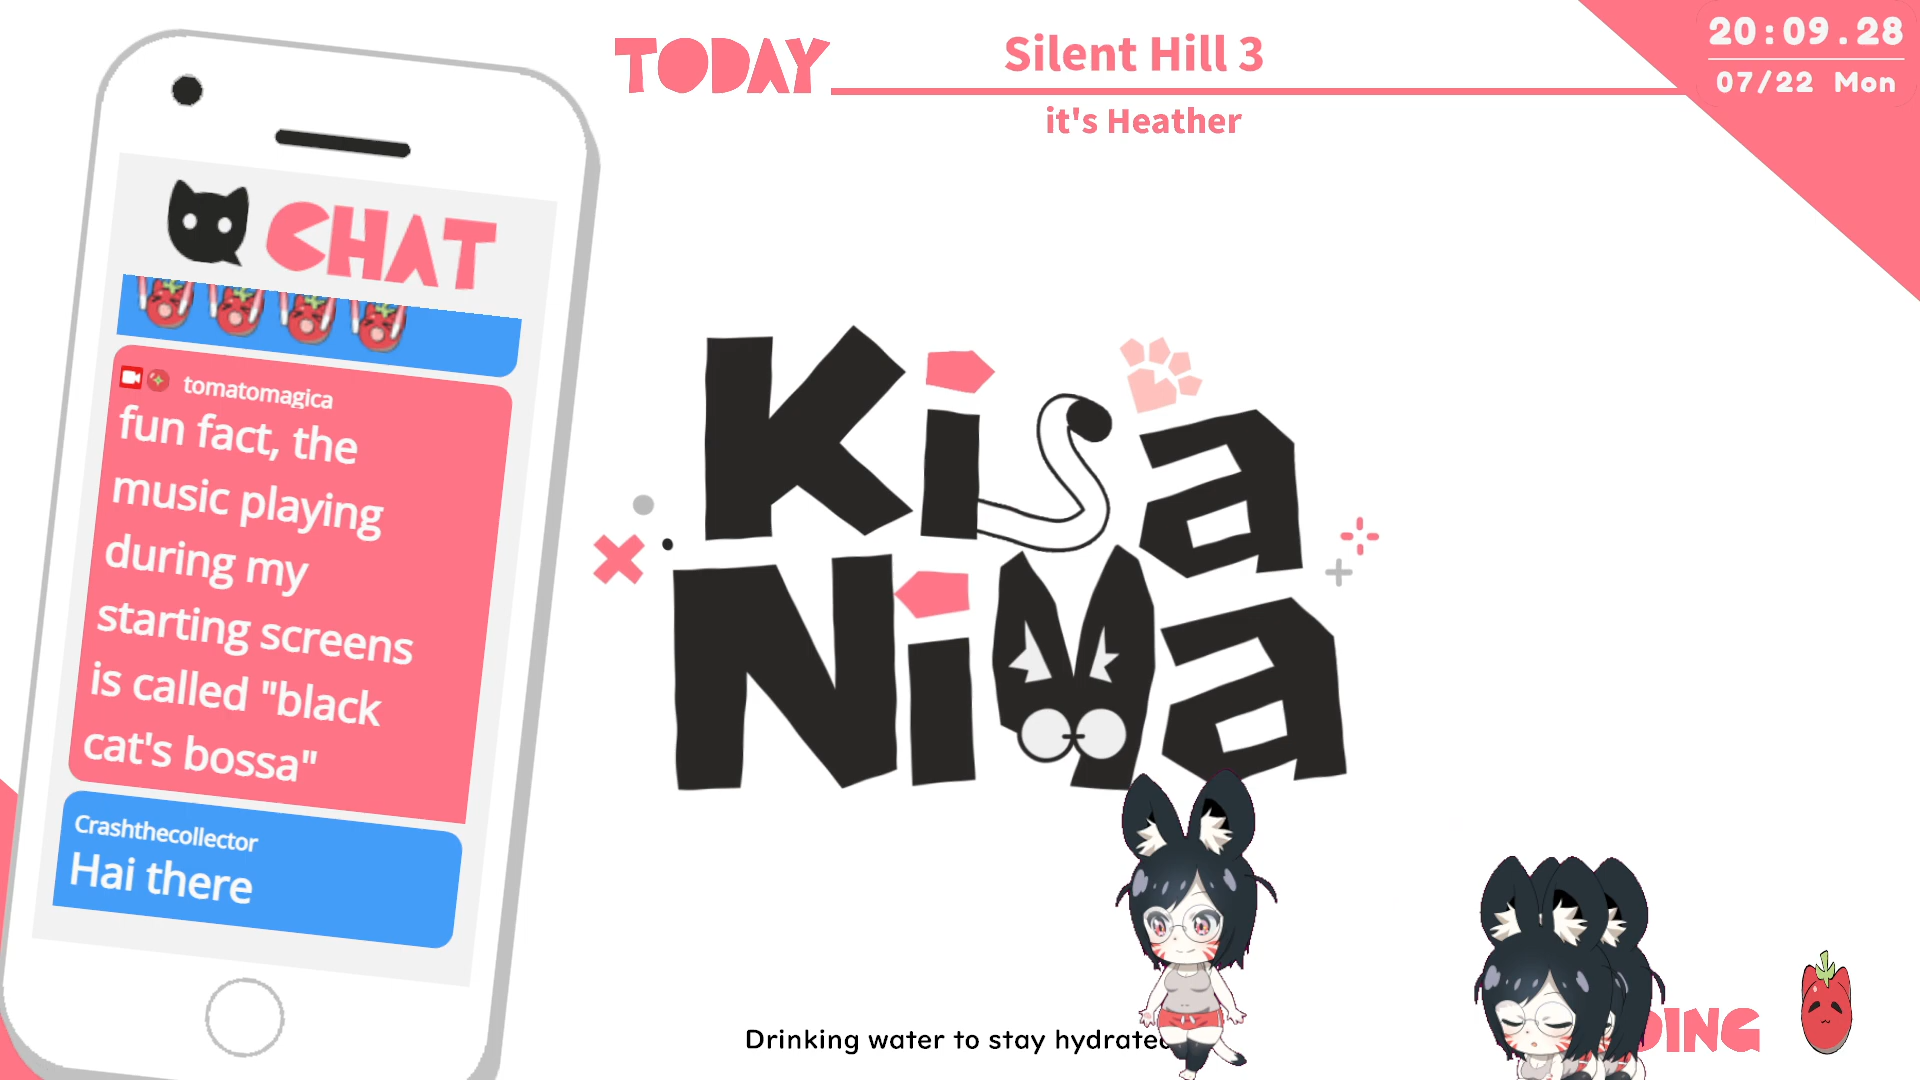 TODAY
Silent Hill 3
it's Heather
20:09.28
07/22 Mon
CHAT
tomatomagica
fun fact, the
music playing
during my
starting screens
is called "black
cat's bossa"
Crashthecollector
Hai there
Kisa
Nima
Drinking water to stay hydrated
DING